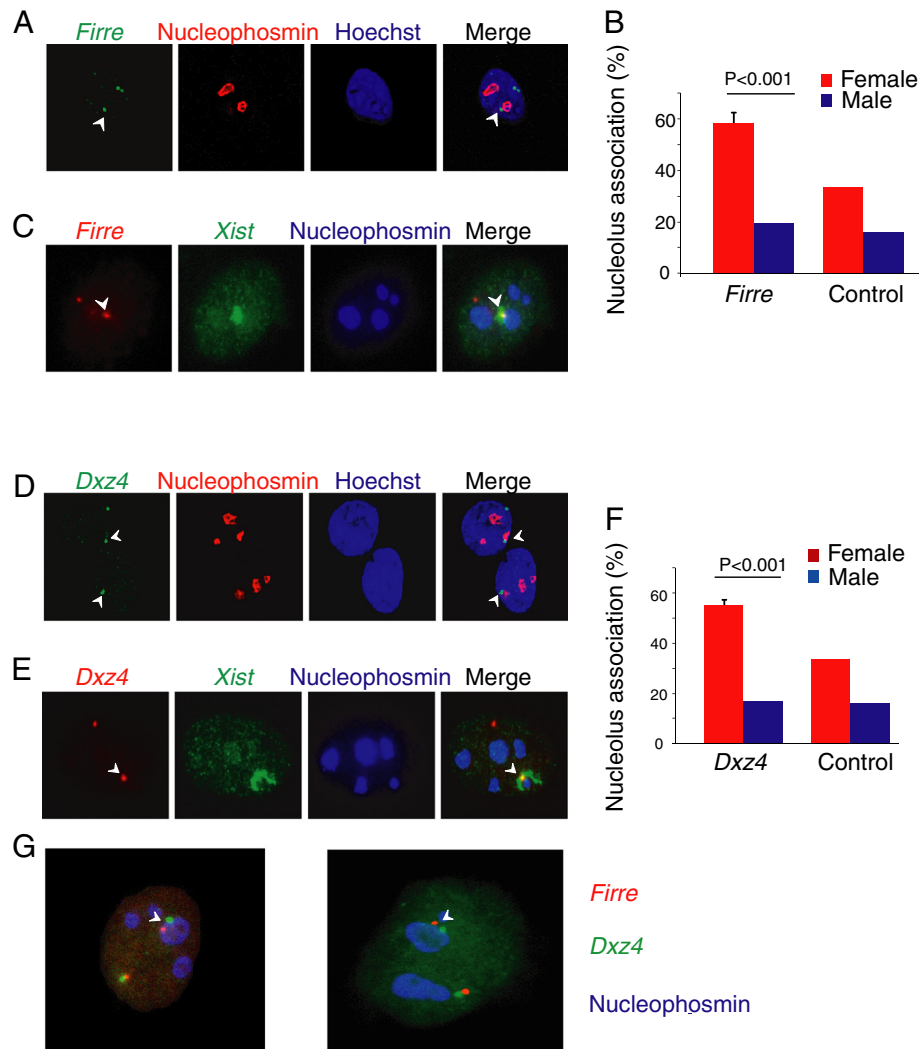 A
Firre Nucleophosmin Hoechst Merge
B
Nucleolus association (%)
P<0.001
Female
Male
60
40
20
0
Firre Control
C
Firre Xist Nucleophosmin Merge
D
Dxz4 Nucleophosmin Hoechst Merge
E
Dxz4 Xist Nucleophosmin Merge
F
Nucleolus association (%)
P<0.001
Female
Male
60
40
20
0
Dxz4 Control
G
Firre
Dxz4
Nucleophosmin